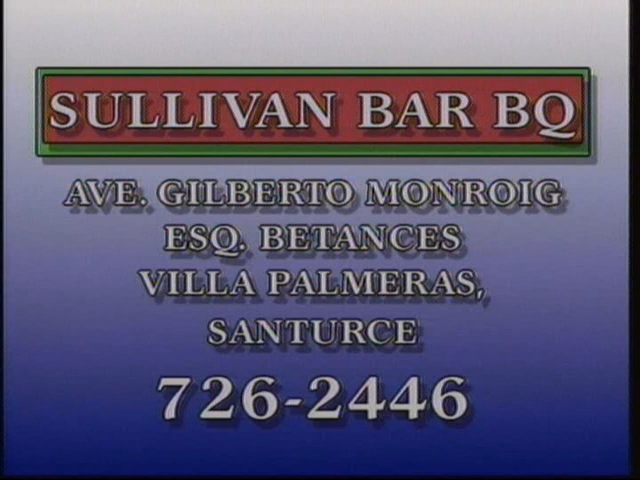 SULLIVAN BAR BQ
AVE. GILBERTO MONROIG
ESQ. BETANCES
VILLA PALMERAS,
SANTURCE
726-2446